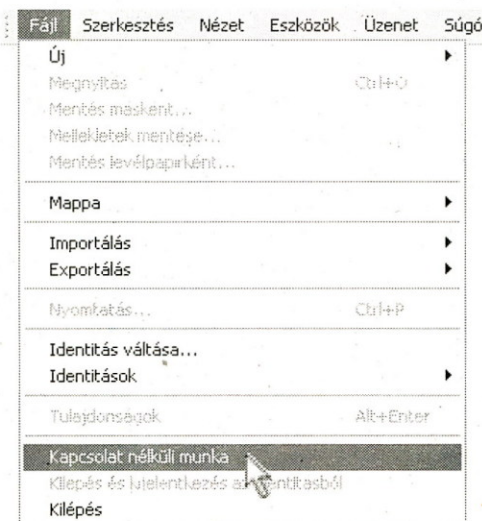 Fájl Szerkesztés Nézet Eszközök Üzenet Súgó
Új
Megnyitás Ctrl+O
Mentés másként...
Mellékletek mentése...
Mentés levélpapírként...
Mappa
Importálás
Exportálás
Nyomtatás... Ctrl+P
Identitás váltása...
Identitások
Tulajdonságok Alt+Enter
Kapcsolat nélküli munka
Kilépés és kijelentkezés az identitásból
Kilépés